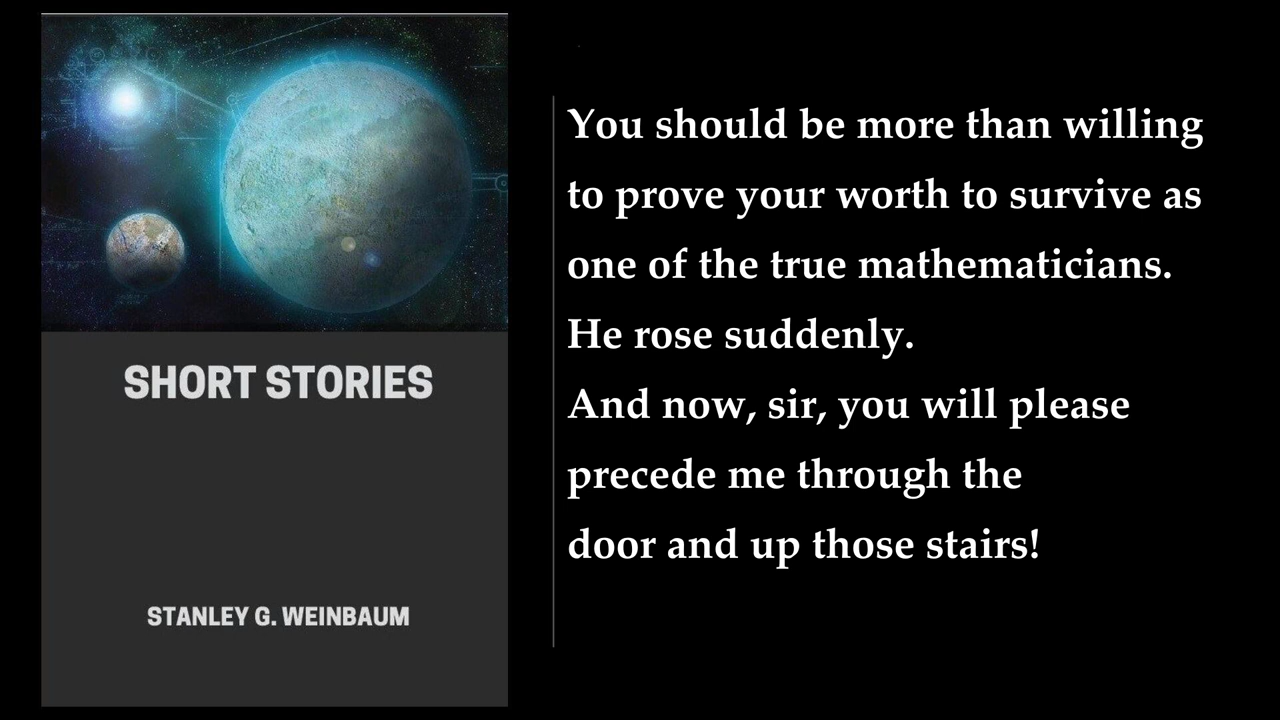 SHORT STORIES
STANLEY G. WEINBAUM
You should be more than willing
to prove your worth to survive as
one of the true mathematicians.
He rose suddenly.
And now, sir, you will please
precede me through the
door and up those stairs!